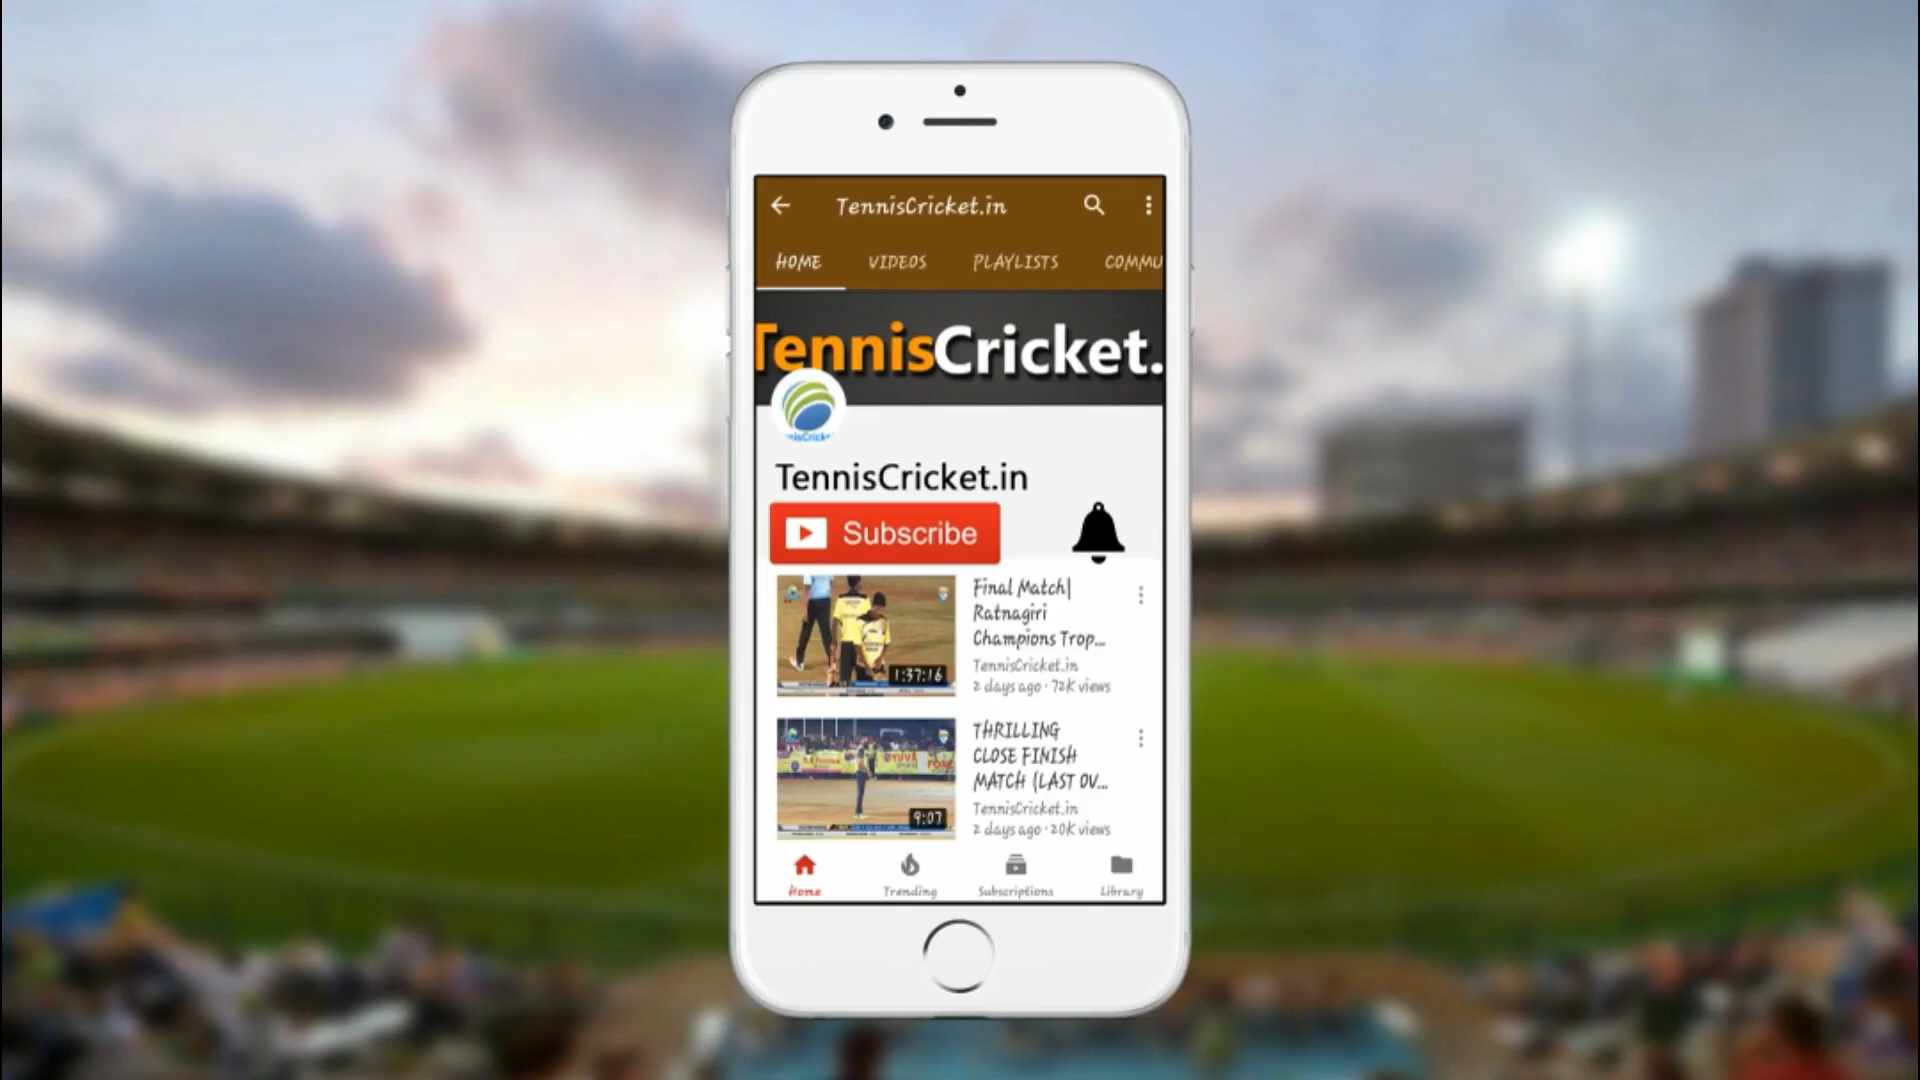 TennisCricket.in
HOME VIDEOS PLAYLISTS COMMU
TennisCricket.
TennisCricket.in
Subscribe
Final Match|
Ratnagiri
Champions Trop...
TennisCricket.in
2 days ago · 72K views
1:37:16
THRILLING
CLOSE FINISH
MATCH (LAST OV...
TennisCricket.in
2 days ago · 20K views
9:07
Home Trending Subscriptions Library